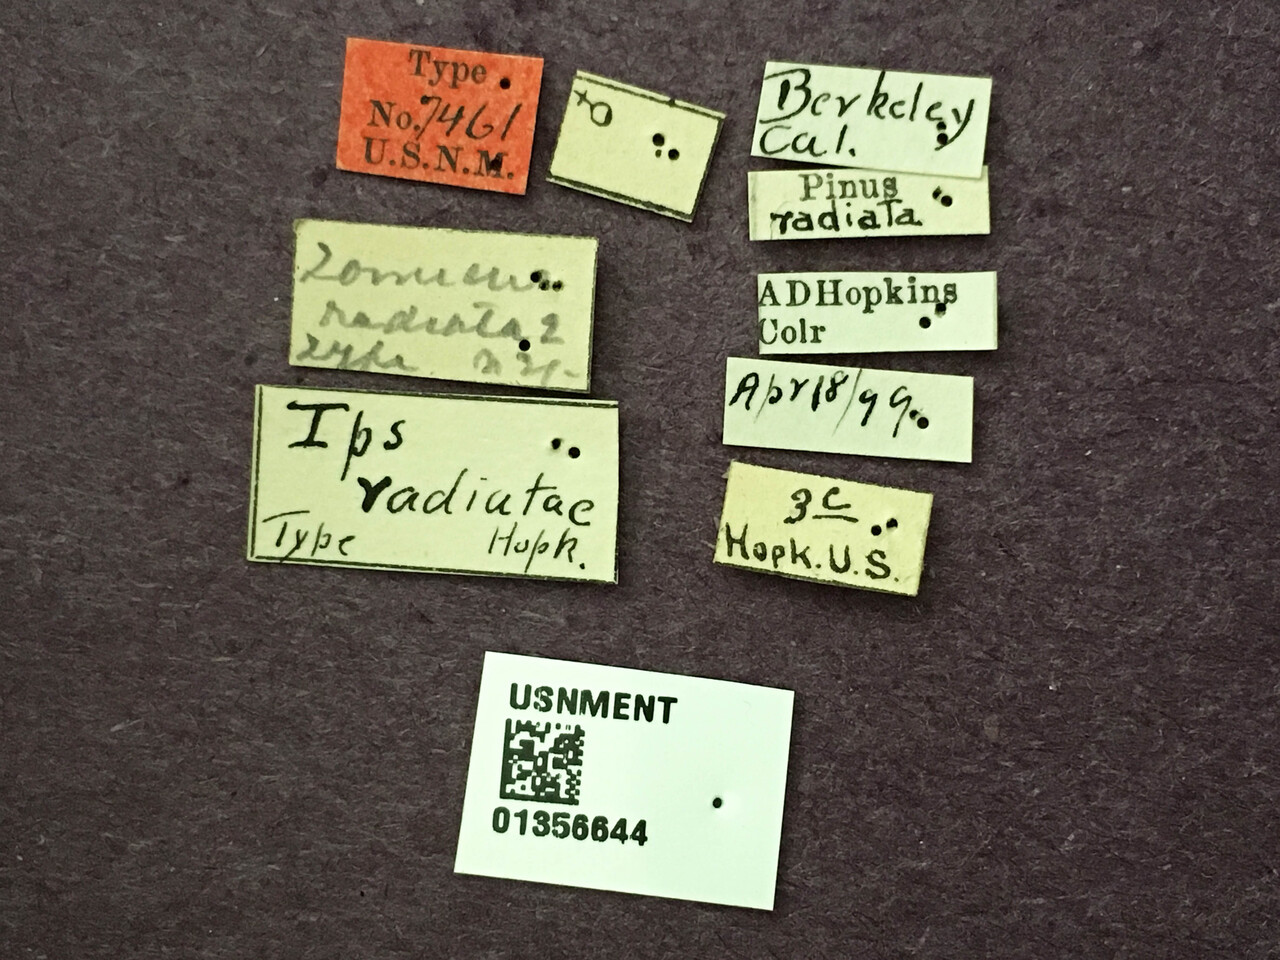 Type
No. 7461
U.S.N.M.
♀
Berkeley
Cal.
Pinus
radiata
ADHopkins
Colr
Apr 18/99
3c
Hopk. U.S.
radiata
Ips
radiatae
Type Hopk.
USNMENT
01356644